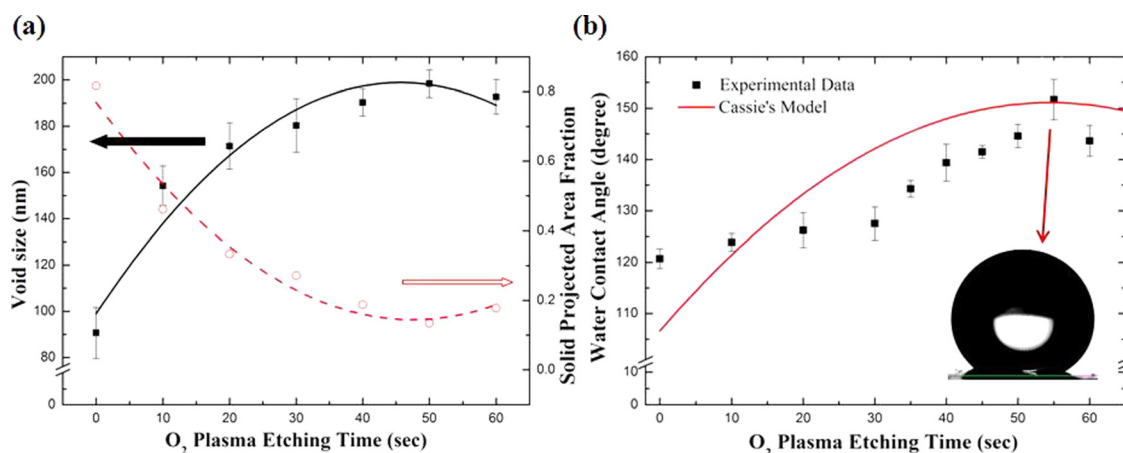 (a)
(b)
200
180
160
140
120
100
80
0
Void size (nm)
0.8
0.6
0.4
0.2
0.0
Solid Projected Area Fraction
0 10 20 30 40 50 60
O2 Plasma Etching Time (sec)
160
150
140
130
120
110
10
0
Water Contact Angle (degree)
Experimental Data
Cassie's Model
0 10 20 30 40 50 60
O2 Plasma Etching Time (sec)